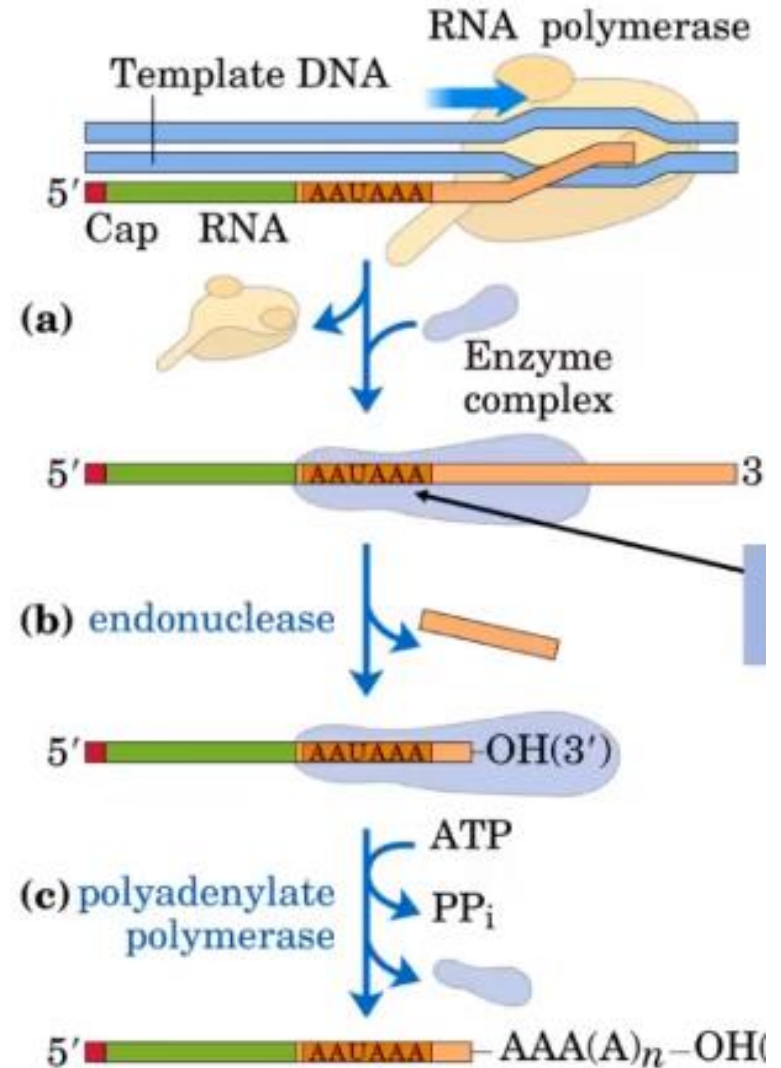 RNA polymerase
Template DNA
5′ AAUAAA
Cap RNA
(a)
Enzyme
complex
5′ AAUAAA 3
(b) endonuclease
5′ AAUAAA OH(3′)
ATP
(c) polyadenylate
polymerase
PPi
5′ AAUAAA AAA(A)n–OH(